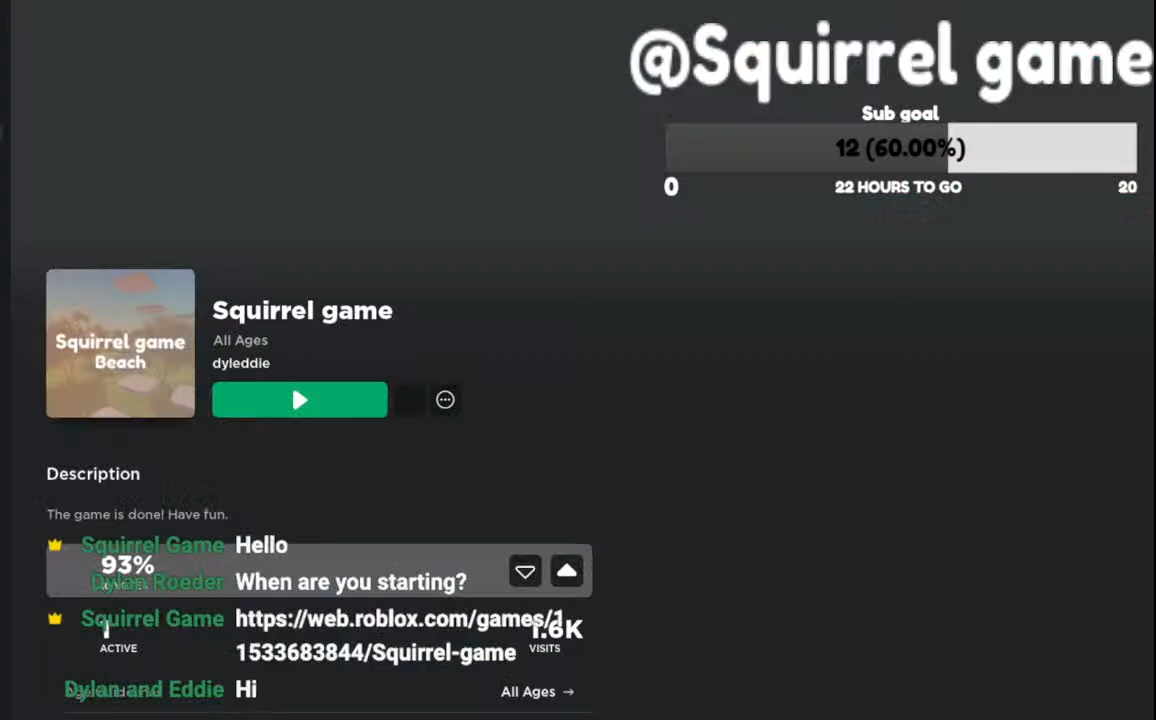 @Squirrel game
Sub goal
12 (60.00%)
0 22 HOURS TO GO 20
Squirrel game
Beach
Squirrel game
All Ages
dyleddie
Description
The game is done! Have fun.
Squirrel Game Hello
93%
Dylan Roeder When are you starting?
Squirrel Game https://web.roblox.com/games/1
1533683844/Squirrel-game
1.6K
ACTIVE VISITS
Dylan and Eddie Hi
All Ages →